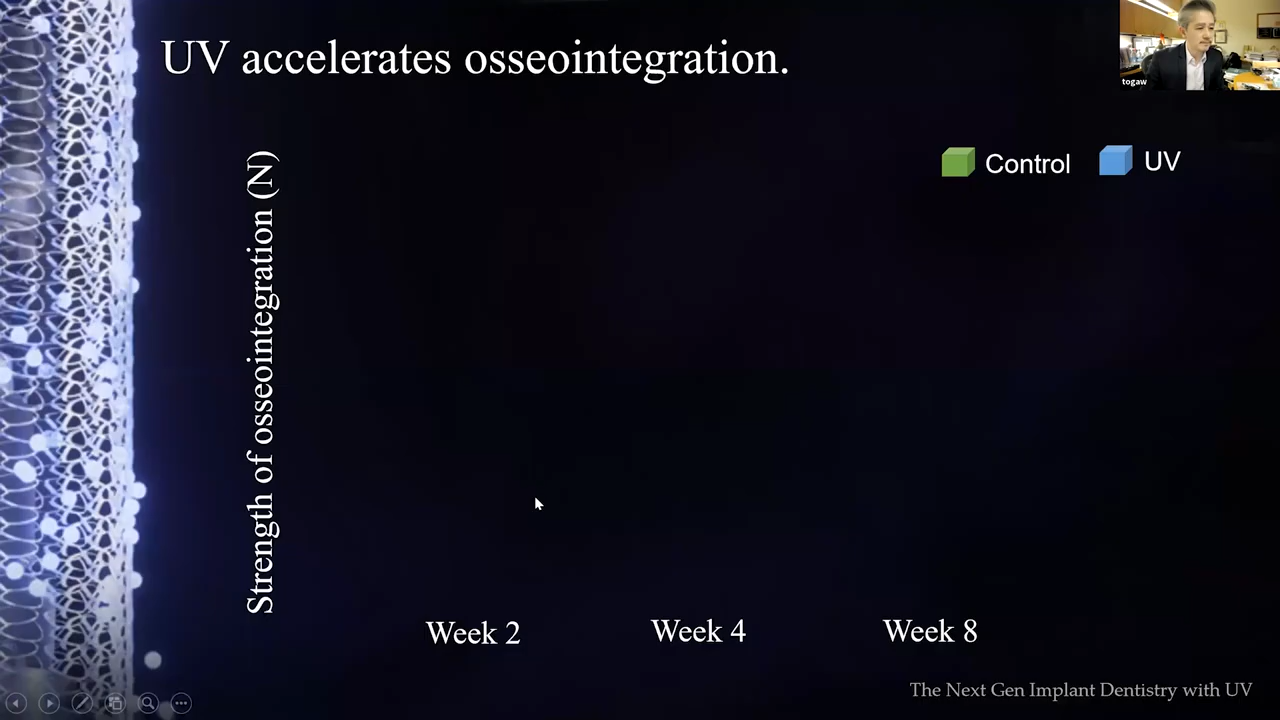 UV accelerates osseointegration.
togaw
Control
UV
Strength of osseointegration (N)
Week 2
Week 4
Week 8
The Next Gen Implant Dentistry with UV